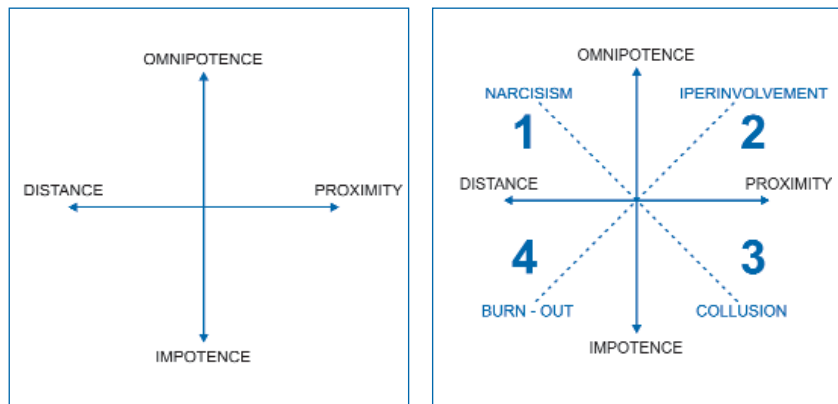 OMNIPOTENCE
DISTANCE
PROXIMITY
IMPOTENCE
OMNIPOTENCE
NARCISISM
IPERINVOLVEMENT
1
2
DISTANCE
PROXIMITY
4
3
BURN - OUT
COLLUSION
IMPOTENCE